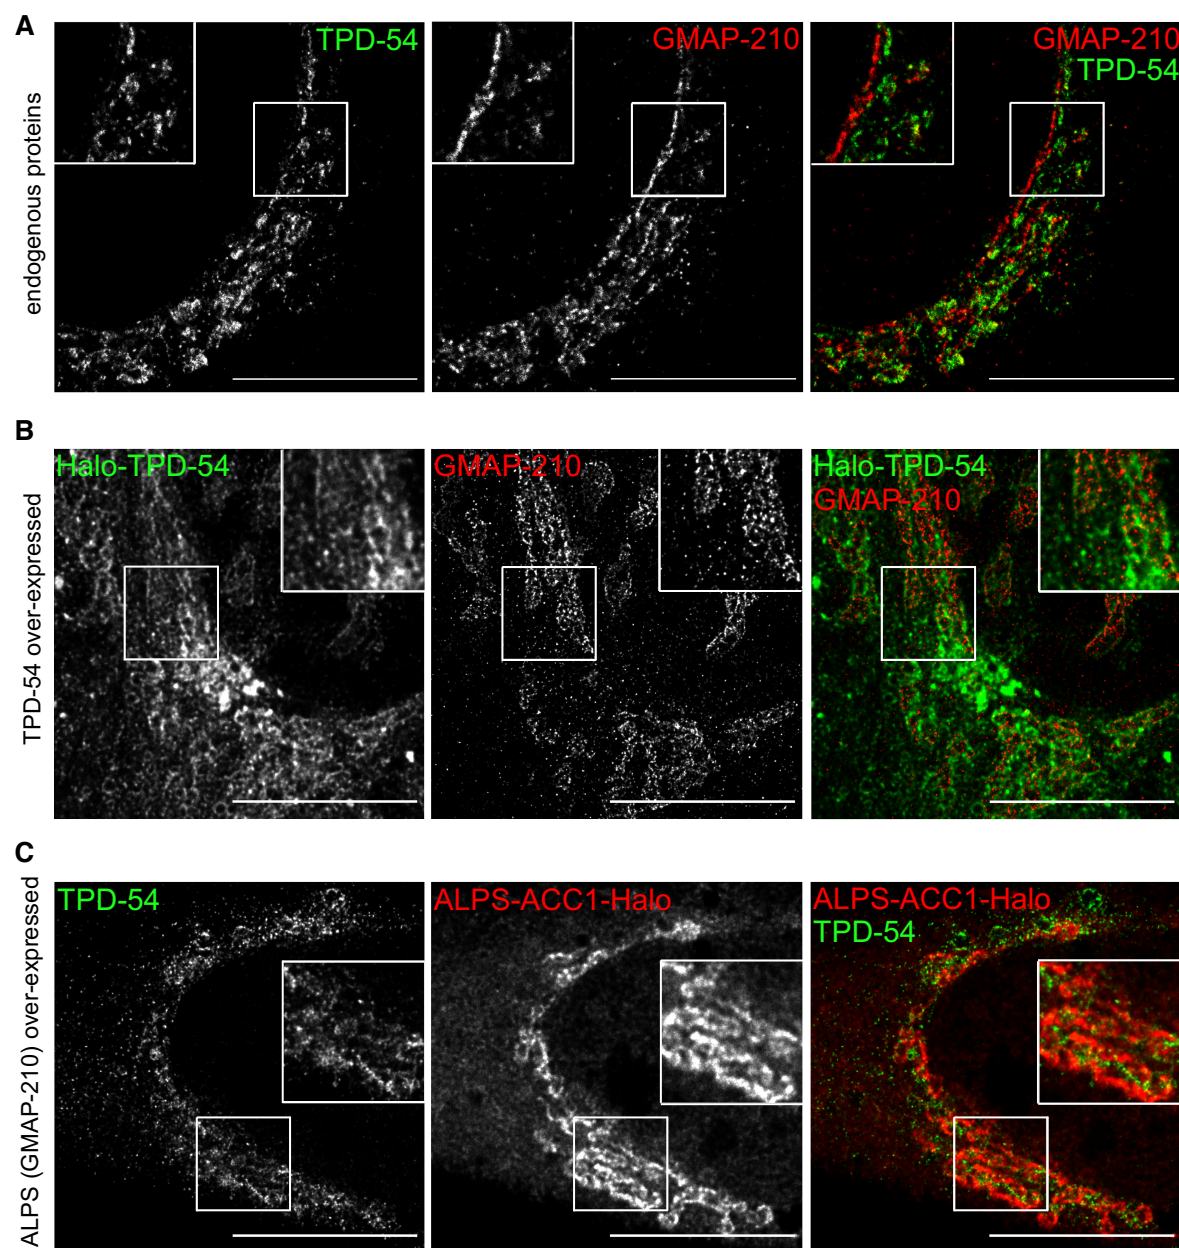 A
endogenous proteins
TPD-54
GMAP-210
GMAP-210
TPD-54
B
TPD-54 over-expressed
Halo-TPD-54
GMAP-210
Halo-TPD-54
GMAP-210
C
ALPS (GMAP-210) over-expressed
TPD-54
ALPS-ACC1-Halo
ALPS-ACC1-Halo
TPD-54